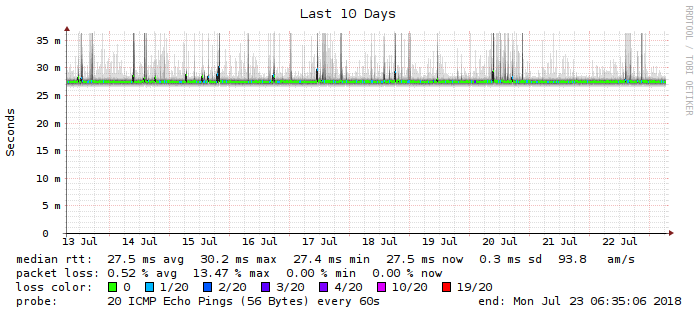 Last 10 Days
RRDTOOL / TOBI OETIKER
Seconds
35 m
30 m
25 m
20 m
15 m
10 m
5 m
0
13 Jul 14 Jul 15 Jul 16 Jul 17 Jul 18 Jul 19 Jul 20 Jul 21 Jul 22 Jul
median rtt: 27.5 ms avg 30.2 ms max 27.4 ms min 27.5 ms now 0.3 ms sd 93.8 am/s
packet loss: 0.52 % avg 13.47 % max 0.00 % min 0.00 % now
loss color: 0 1/20 2/20 3/20 4/20 10/20 19/20
probe: 20 ICMP Echo Pings (56 Bytes) every 60s end: Mon Jul 23 06:35:06 2018